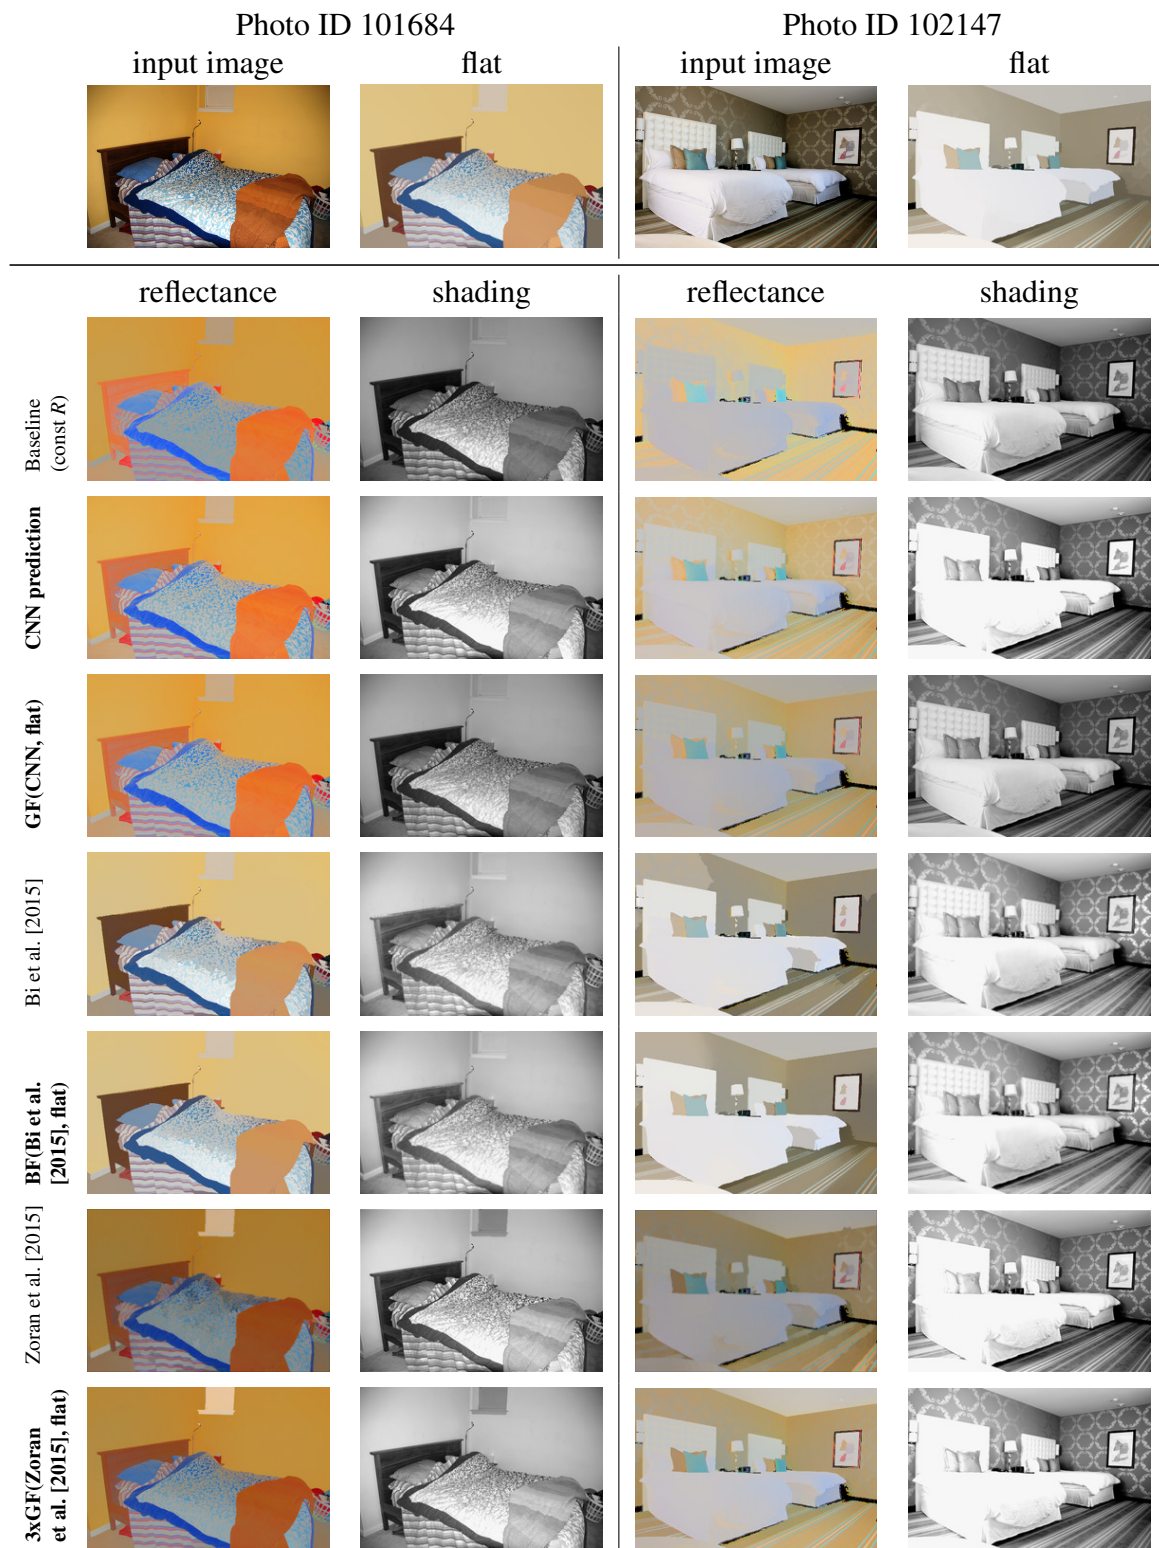 Photo ID 101684
Photo ID 102147
input image
flat
input image
flat
reflectance
shading
reflectance
shading
Baseline
(const R)
CNN prediction
GF(CNN, flat)
Bi et al. [2015]
BF(Bi et al.
[2015], flat)
Zoran et al. [2015]
3xGF(Zoran
et al. [2015], flat)